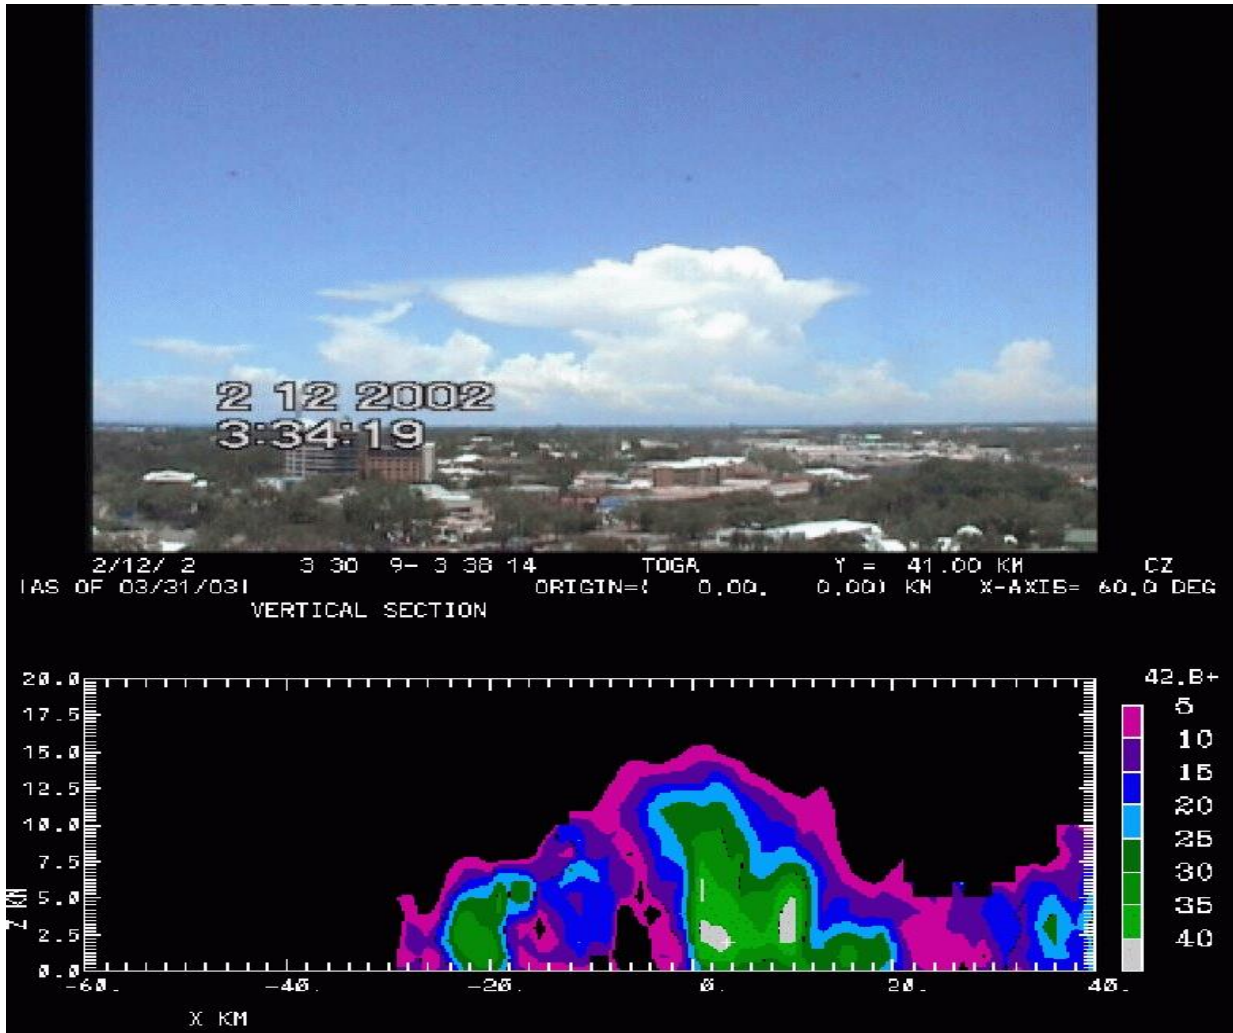 2 12 2002
3:34:19
2/12/ 2 3 30 9- 3 38 14 TOGA Y = 41.00 KM CZ
(AS OF 03/31/03) ORIGIN=( 0.00, 0.00) KM X-AXIS= 60.0 DEG
VERTICAL SECTION
42.B+
20.0
17.5
15.0
12.5
10.0
7.5
5.0
2.5
0.0
Z KM
5
10
15
20
25
30
35
40
-60. -40. -20. 0. 20. 40.
X KM